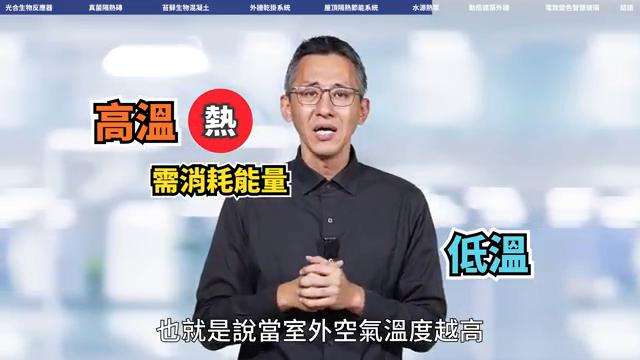 光合生物反應器
真菌隔熱磚
苔蘚生物混凝土
外牆乾掛系統
屋頂隔熱節能系統
水源熱泵
動態建築外牆
電致變色智慧玻璃
結語
高溫
熱
需消耗能量
低溫
也就是說當室外空氣溫度越高